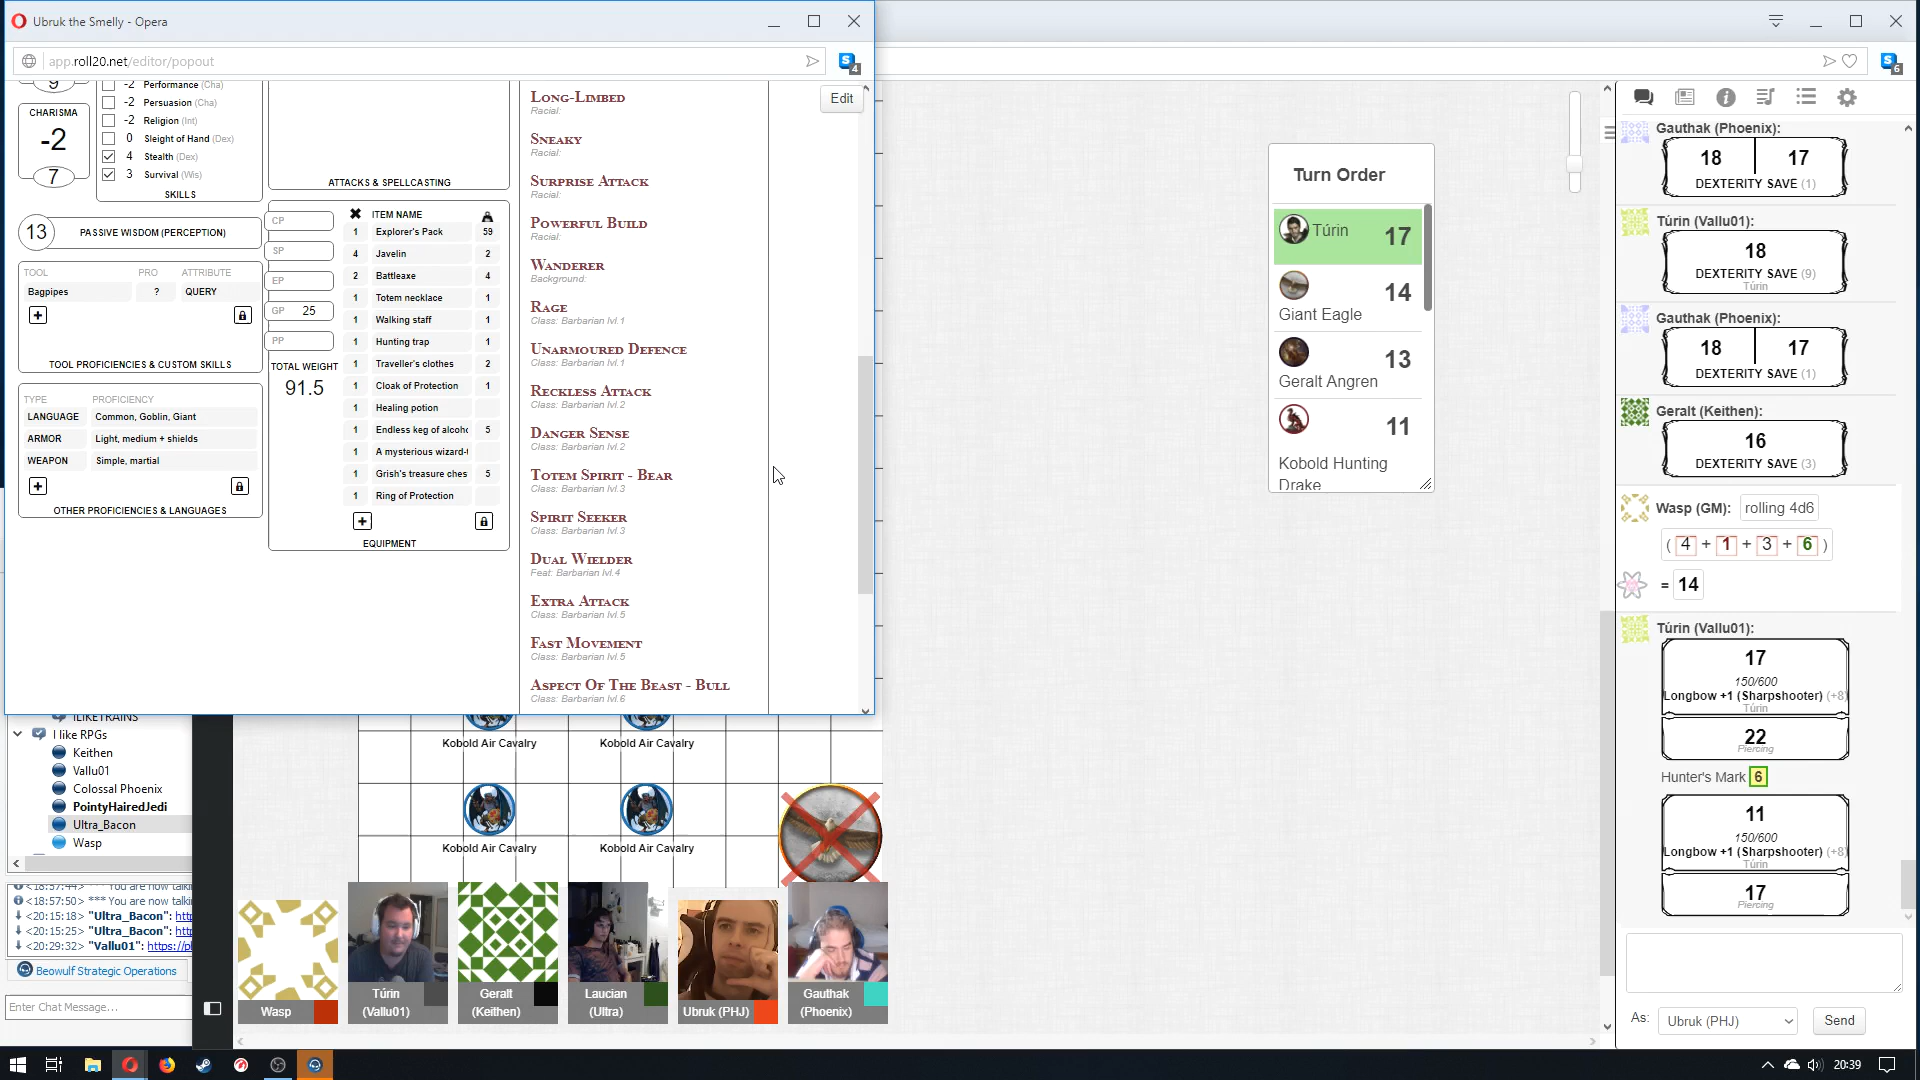 Ubruk the Smelly - Opera
app.roll20.net/editor/popout
4
6
Edit
9
CHARISMA
-2
7
-2 Performance (Cha)
-2 Persuasion (Cha)
-2 Religion (Int)
0 Sleight of Hand (Dex)
4 Stealth (Dex)
3 Survival (Wis)
SKILLS
13 PASSIVE WISDOM (PERCEPTION)
TOOL PRO ATTRIBUTE
Bagpipes ? QUERY
TOOL PROFICIENCIES & CUSTOM SKILLS
TYPE PROFICIENCY
LANGUAGE Common, Goblin, Giant
ARMOR Light, medium + shields
WEAPON Simple, martial
OTHER PROFICIENCIES & LANGUAGES
ATTACKS & SPELLCASTING
CP
SP
EP
GP 25
PP
TOTAL WEIGHT
91.5
ITEM NAME
1 Explorer's Pack 59
4 Javelin 2
2 Battleaxe 4
1 Totem necklace 1
1 Walking staff 1
1 Hunting trap 1
1 Traveller's clothes 2
1 Cloak of Protection 1
1 Healing potion
1 Endless keg of alcoho 5
1 A mysterious wizard-t
1 Grish's treasure ches 5
1 Ring of Protection
EQUIPMENT
Long-Limbed
Racial:
Sneaky
Racial:
Surprise Attack
Racial:
Powerful Build
Racial:
Wanderer
Background:
Rage
Class: Barbarian lvl.1
Unarmoured Defence
Class: Barbarian lvl.1
Reckless Attack
Class: Barbarian lvl.2
Danger Sense
Class: Barbarian lvl.2
Totem Spirit - Bear
Class: Barbarian lvl.3
Spirit Seeker
Class: Barbarian lvl.3
Dual Wielder
Feat: Barbarian lvl.4
Extra Attack
Class: Barbarian lvl.5
Fast Movement
Class: Barbarian lvl.5
Aspect Of The Beast - Bull
Class: Barbarian lvl.6
Turn Order
Túrin 17
14
Giant Eagle
13
Geralt Angren
11
Kobold Hunting
Drake
Gauthak (Phoenix):
18 17
DEXTERITY SAVE (1)
Túrin (Vallu01):
18
DEXTERITY SAVE (9)
Túrin
Gauthak (Phoenix):
18 17
DEXTERITY SAVE (1)
Geralt (Keithen):
16
DEXTERITY SAVE (3)
Wasp (GM): rolling 4d6
( 4 + 1 + 3 + 6 )
= 14
Túrin (Vallu01):
17
150/600
Longbow +1 (Sharpshooter) (+8)
Túrin
22
Piercing
Hunter's Mark 6
11
150/600
Longbow +1 (Sharpshooter) (+8)
Túrin
17
Piercing
As: Ubruk (PHJ) Send
ILIKETRAINS
I like RPGs
Keithen
Vallu01
Colossal Phoenix
PointyHairedJedi
Ultra_Bacon
Wasp
<18:57:44> *** You are now talki
<18:57:50> *** You are now talki
<20:15:18> "Ultra_Bacon": http
<20:15:25> "Ultra_Bacon": http
<20:29:32> "Vallu01": https://pl
Beowulf Strategic Operations
Enter Chat Message...
Kobold Air Cavalry Kobold Air Cavalry
Kobold Air Cavalry Kobold Air Cavalry
Wasp
Túrin
(Vallu01)
Geralt
(Keithen)
Laucian
(Ultra)
Ubruk (PHJ)
Gauthak
(Phoenix)
20:39